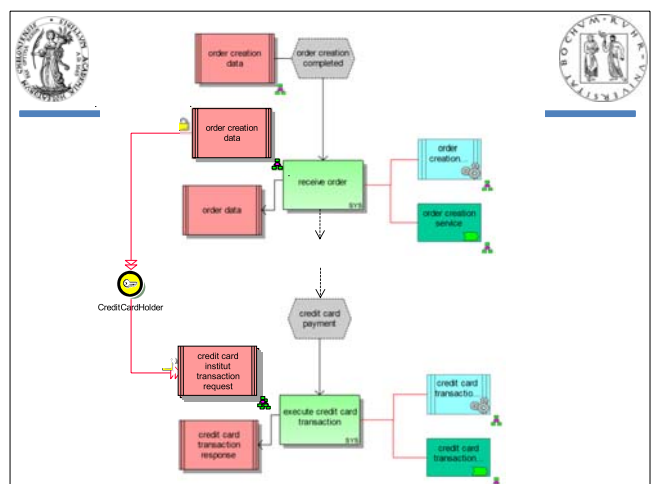 order creation
data
order creation
completed
order creation
data
order
creation...
receive order
SYS
order data
order creation
service
CreditCardHolder
credit card
payment
credit card
institut
transaction
request
credit card
transactio...
execute credit card
transaction
SYS
credit card
transaction
response
credit card
transaction...